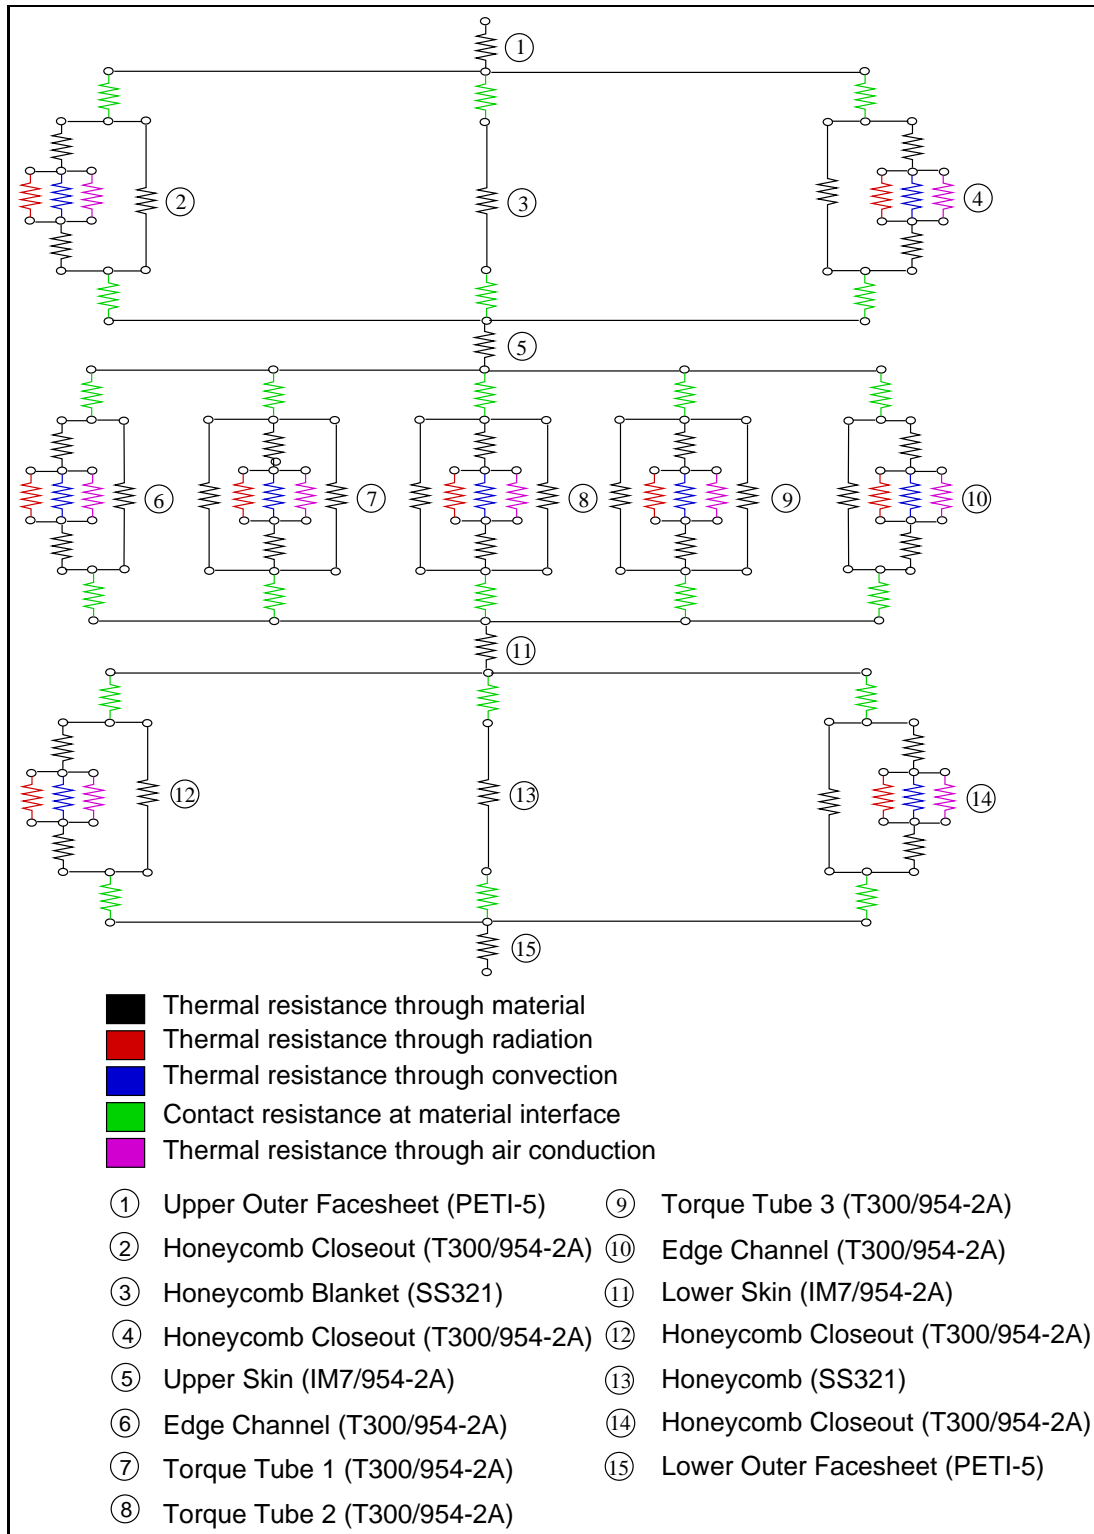 1
2
3
4
5
6
7
8
9
10
11
12
13
14
15
Thermal resistance through material
Thermal resistance through radiation
Thermal resistance through convection
Contact resistance at material interface
Thermal resistance through air conduction
1 Upper Outer Facesheet (PETI-5)
2 Honeycomb Closeout (T300/954-2A)
3 Honeycomb Blanket (SS321)
4 Honeycomb Closeout (T300/954-2A)
5 Upper Skin (IM7/954-2A)
6 Edge Channel (T300/954-2A)
7 Torque Tube 1 (T300/954-2A)
8 Torque Tube 2 (T300/954-2A)
9 Torque Tube 3 (T300/954-2A)
10 Edge Channel (T300/954-2A)
11 Lower Skin (IM7/954-2A)
12 Honeycomb Closeout (T300/954-2A)
13 Honeycomb (SS321)
14 Honeycomb Closeout (T300/954-2A)
15 Lower Outer Facesheet (PETI-5)